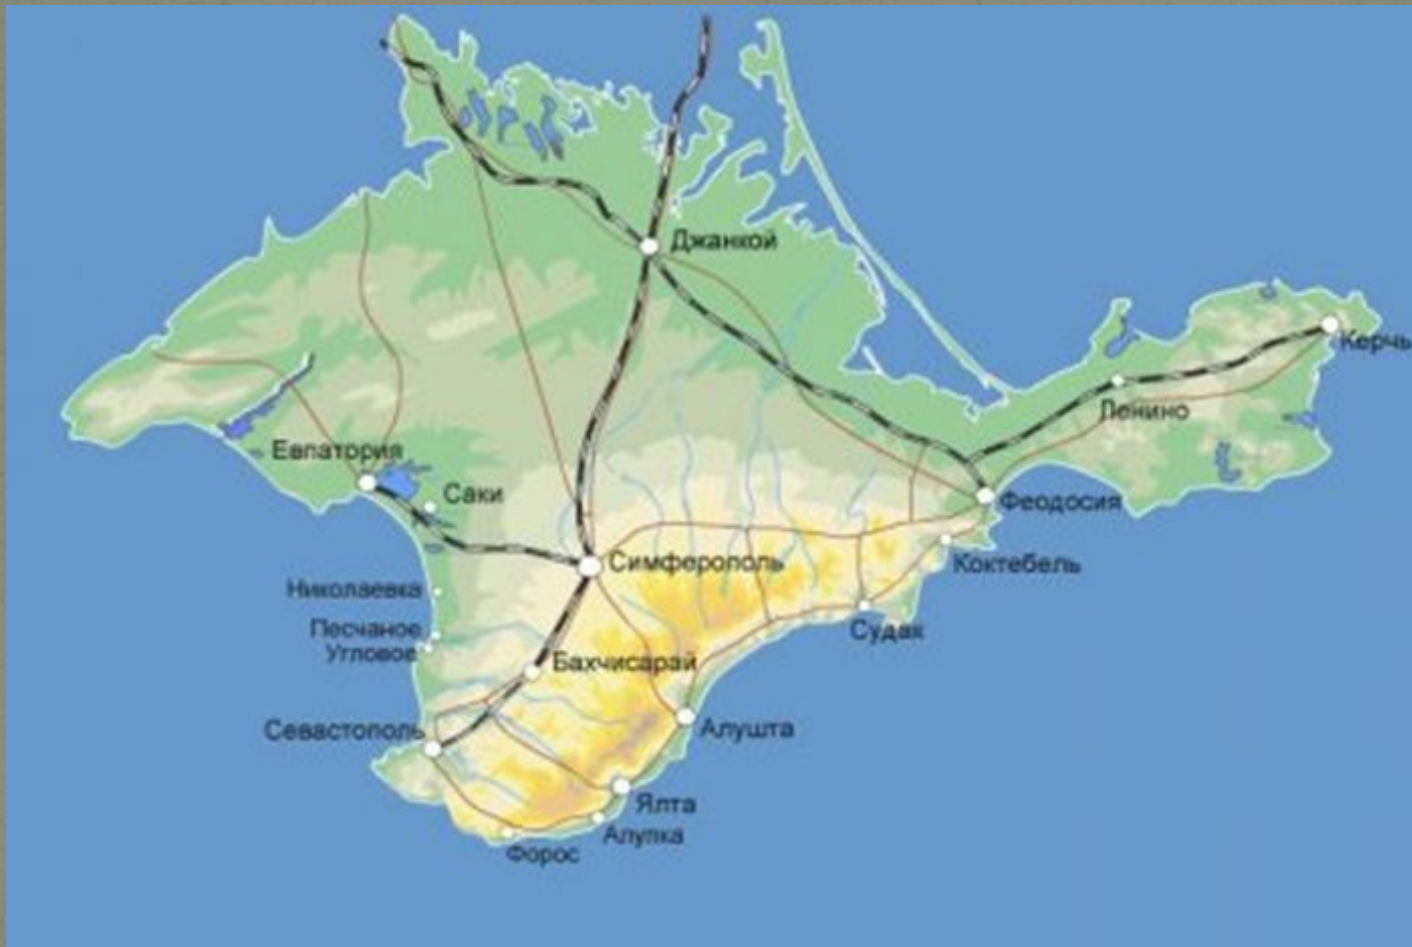 Джанкой
Керчь
Ленино
Евпатория
Саки
Феодосия
Симферополь
Коктебель
Николаевка
Песчаное
Судак
Угловое
Бахчисарай
Севастополь
Алушта
Ялта
Алупка
Форос